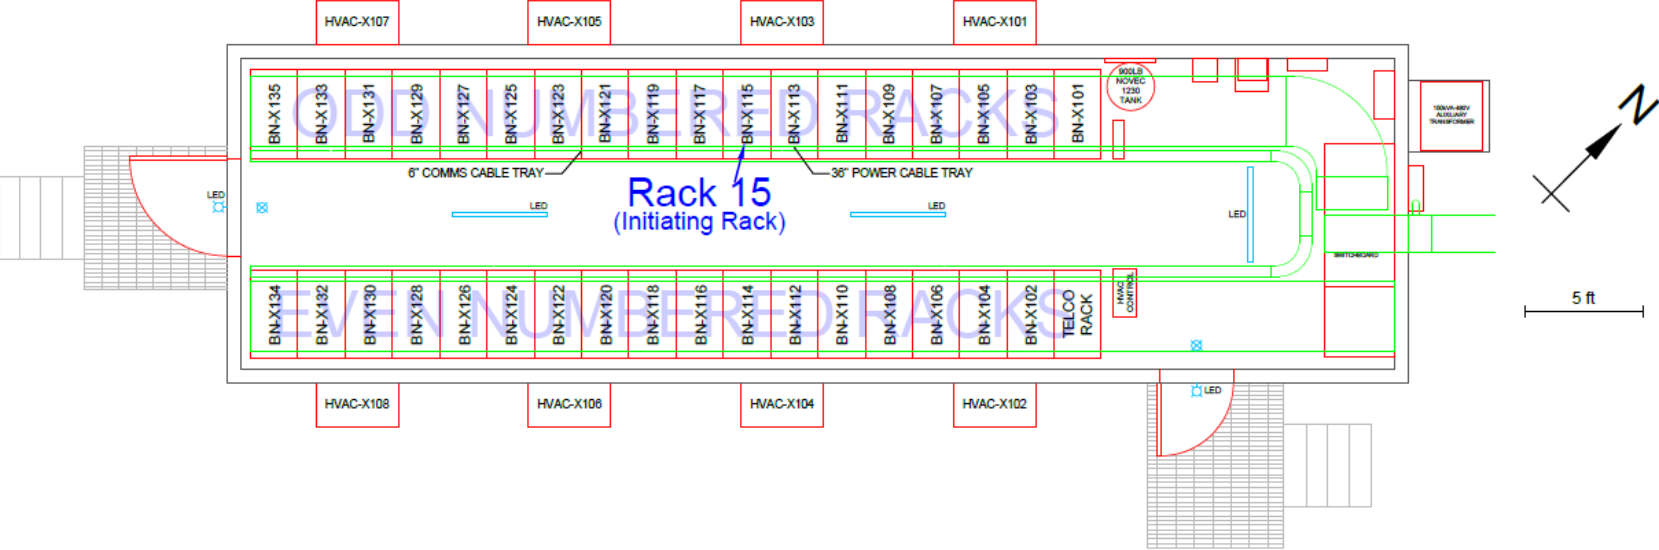 HVAC-X107 HVAC-X105 HVAC-X103 HVAC-X101
ODD NUMBERED RACKS
BN-X135
BN-X133
BN-X131
BN-X129
BN-X127
BN-X125
BN-X123
BN-X121
BN-X119
BN-X117
BN-X115
BN-X113
BN-X111
BN-X109
BN-X107
BN-X105
BN-X103
BN-X101
900LB
NOVEC
1230
TANK
150kVA-480V
AUXILIARY
TRANSFORMER
N
6" COMMS CABLE TRAY
36" POWER CABLE TRAY
Rack 15
(Initiating Rack)
LED
LED
LED
LED
SWITCHBOARD
5 ft
EVEN NUMBERED RACKS
BN-X134
BN-X132
BN-X130
BN-X128
BN-X126
BN-X124
BN-X122
BN-X120
BN-X118
BN-X116
BN-X114
BN-X112
BN-X110
BN-X108
BN-X106
BN-X104
BN-X102
TELCO
RACK
HVAC
CONTROL
LED
HVAC-X108 HVAC-X106 HVAC-X104 HVAC-X102